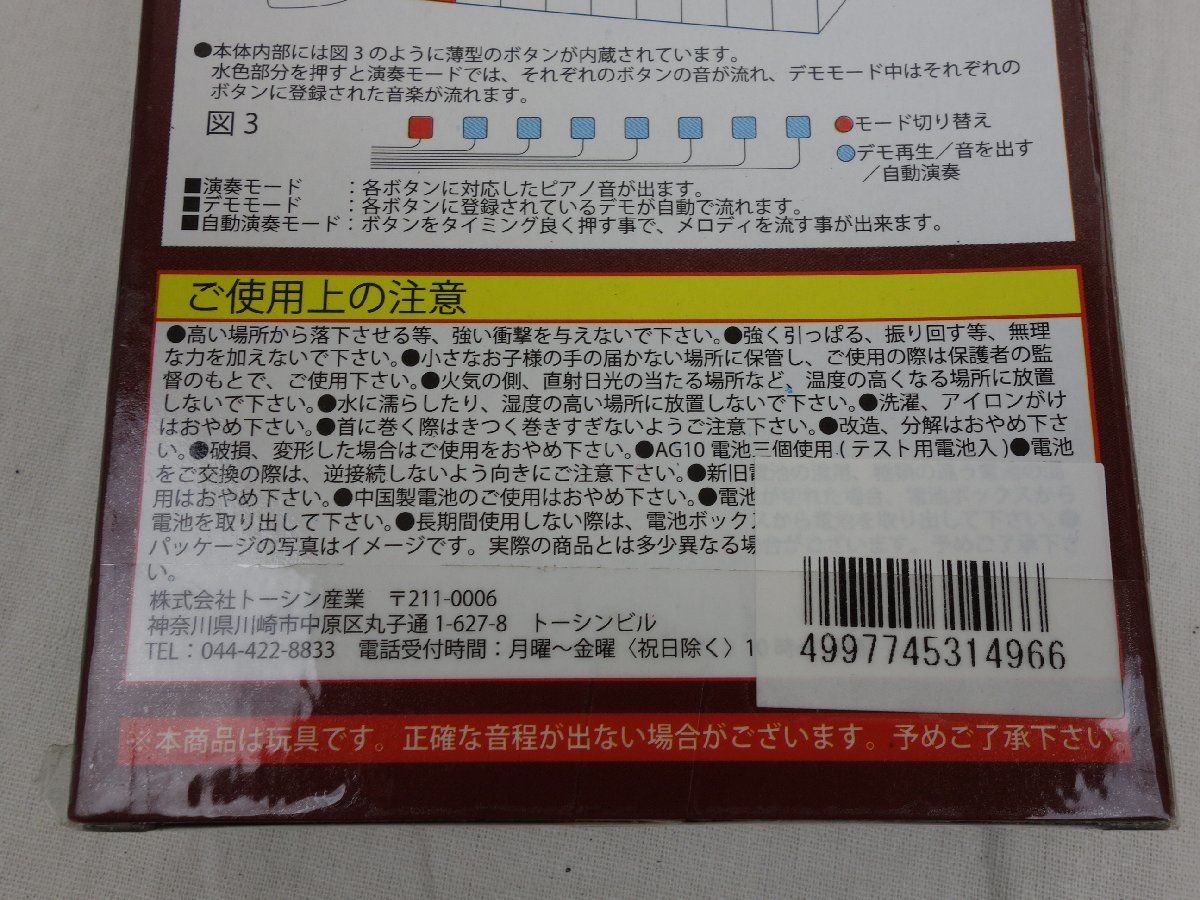 ●本体内部には図3のように薄型のボタンが内蔵されています。
水色部分を押すと演奏モードでは、それぞれのボタンの音が流れ、デモモード中はそれぞれの
ボタンに登録された音楽が流れます。
図3
●モード切り替え
●デモ再生／音を出す
／自動演奏
■演奏モード ：各ボタンに対応したピアノ音が出ます。
■デモモード ：各ボタンに登録されているデモが自動で流れます。
■自動演奏モード：ボタンをタイミング良く押す事で、メロディを流す事が出来ます。
ご使用上の注意
●高い場所から落下させる等、強い衝撃を与えないで下さい。●強く引っぱる、振り回す等、無理
な力を加えないで下さい。●小さなお子様の手の届かない場所に保管し、ご使用の際は保護者の監
督のもとで、ご使用下さい。●火気の側、直射日光の当たる場所など、温度の高くなる場所に放置
しないで下さい。●水に濡らしたり、湿度の高い場所に放置しないで下さい。●洗濯、アイロンがけ
はおやめ下さい。●首に巻く際はきつく巻きすぎないようご注意下さい。●改造、分解はおやめ下さ
い。●破損、変形した場合はご使用をおやめ下さい。●AG10 電池三個使用 ( テスト用電池入 ) ●電池
をご交換の際は、逆接続しないよう向きにご注意下さい。●新旧
用はおやめ下さい。●中国製電池のご使用はおやめ下さい。●電池
電池を取り出して下さい。●長期間使用しない際は、電池ボックス
パッケージの写真はイメージです。実際の商品とは多少異なる場
い。
株式会社トーシン産業 〒211-0006
神奈川県川崎市中原区丸子通 1-627-8 トーシンビル
TEL：044-422-8833 電話受付時間：月曜〜金曜〈祝日除く〉
4997745314966
※本商品は玩具です。正確な音程が出ない場合がございます。予めご了承下さい